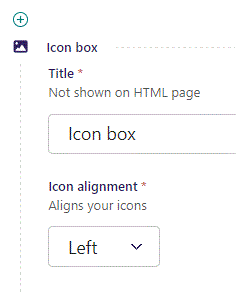 Icon box
Title *
Not shown on HTML page
Icon box
Icon alignment *
Aligns your icons
Left